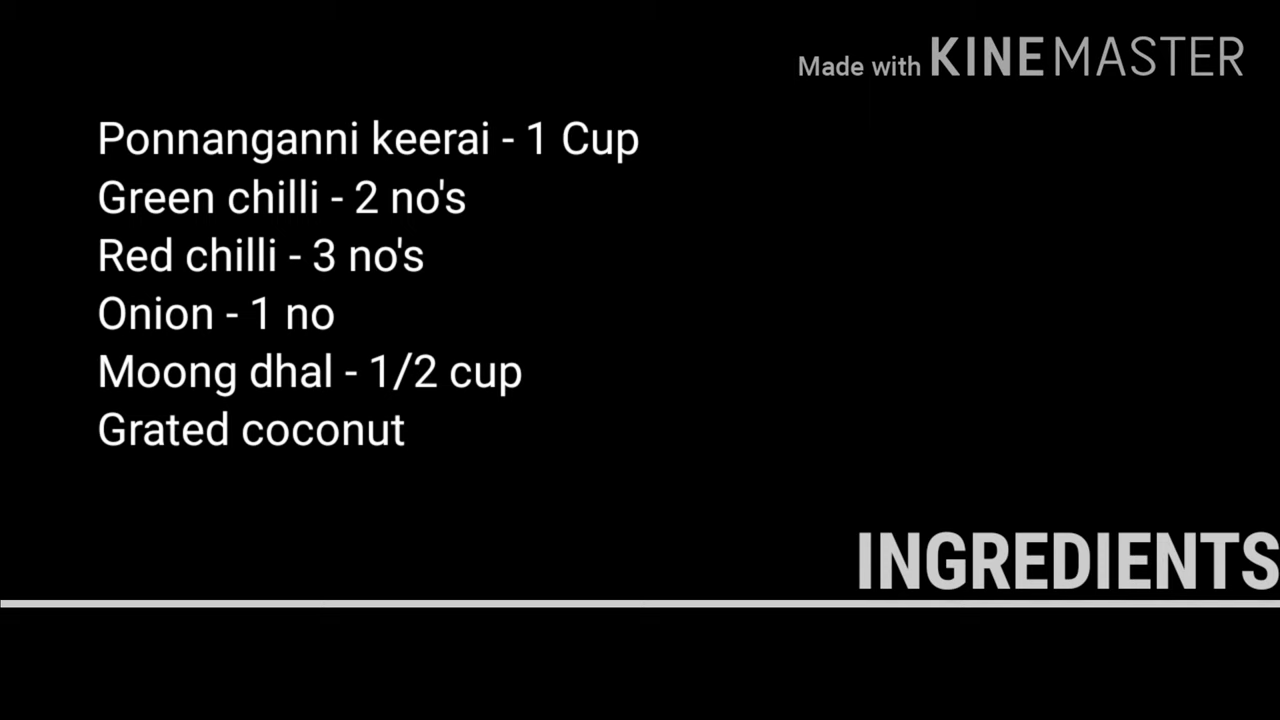 Made with KINEMASTER
Ponnanganni keerai - 1 Cup
Green chilli - 2 no's
Red chilli - 3 no's
Onion - 1 no
Moong dhal - 1/2 cup
Grated coconut
INGREDIENTS